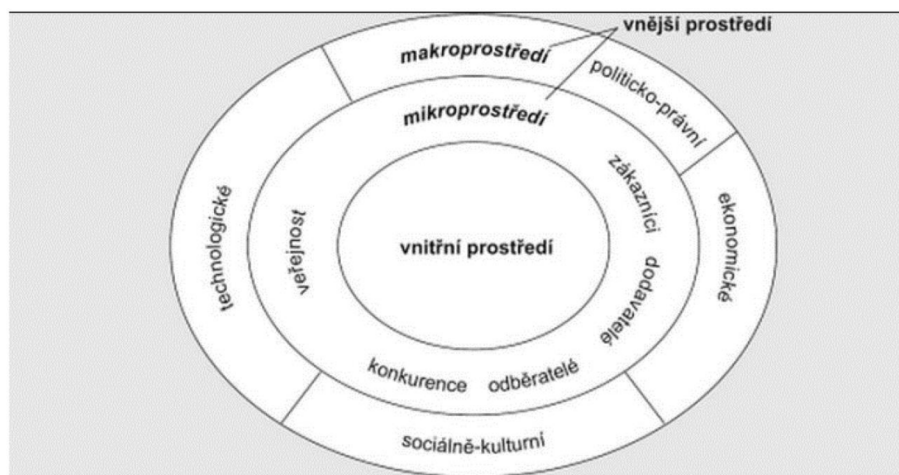 vnější prostředí
makroprostředí
politicko-právní
mikroprostředí
zákazníci
ekonomické
technologické
veřejnost
vnitřní prostředí
dodavatelé
konkurence
odběratelé
sociálně-kulturní